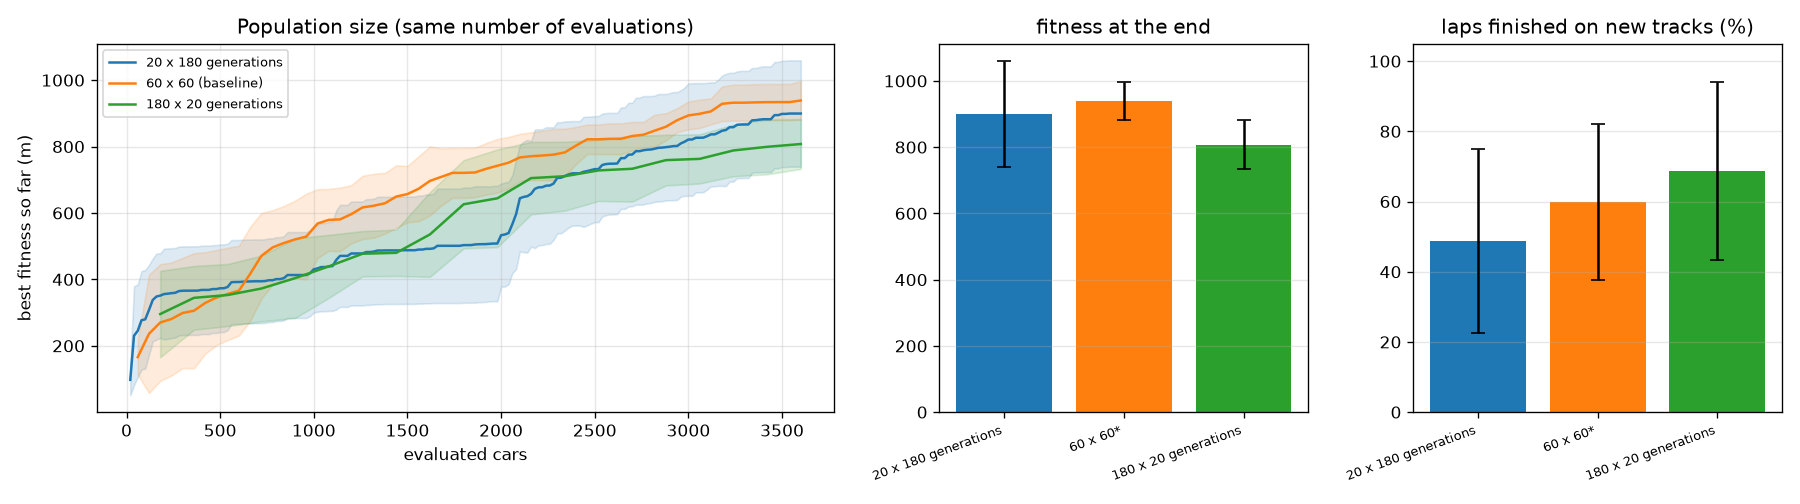 Population size (same number of evaluations)
20 x 180 generations
60 x 60 (baseline)
180 x 20 generations
best fitness so far (m)
1000
800
600
400
200
0
500
1000
1500
2000
2500
3000
3500
evaluated cars
fitness at the end
1000
800
600
400
200
0
20 x 180 generations
60 x 60*
180 x 20 generations
laps finished on new tracks (%)
100
80
60
40
20
0
20 x 180 generations
60 x 60*
180 x 20 generations